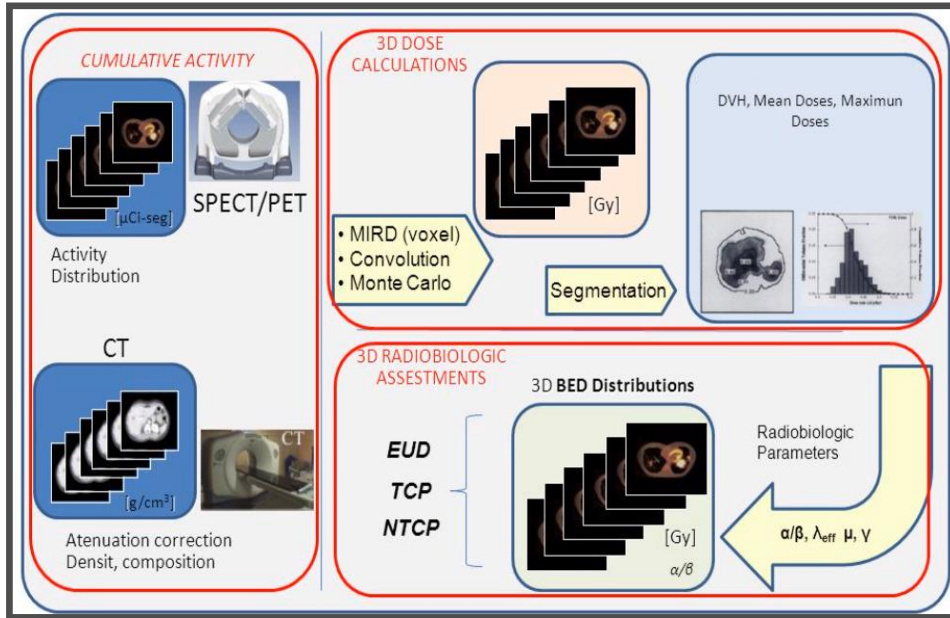 CUMULATIVE ACTIVITY
SPECT/PET
[μCi-seg]
Activity
Distribution
CT
CT
[g/cm³]
Atenuation correction
Densit, composition
3D DOSE
CALCULATIONS
[Gy]
• MIRD (voxel)
• Convolution
• Monte Carlo
Segmentation
DVH, Mean Doses, Maximun
Doses
3D RADIOBIOLOGIC
ASSESTMENTS
3D BED Distributions
EUD
TCP
NTCP
[Gy]
α/β
Radiobiologic
Parameters
α/β, λeff μ, γ